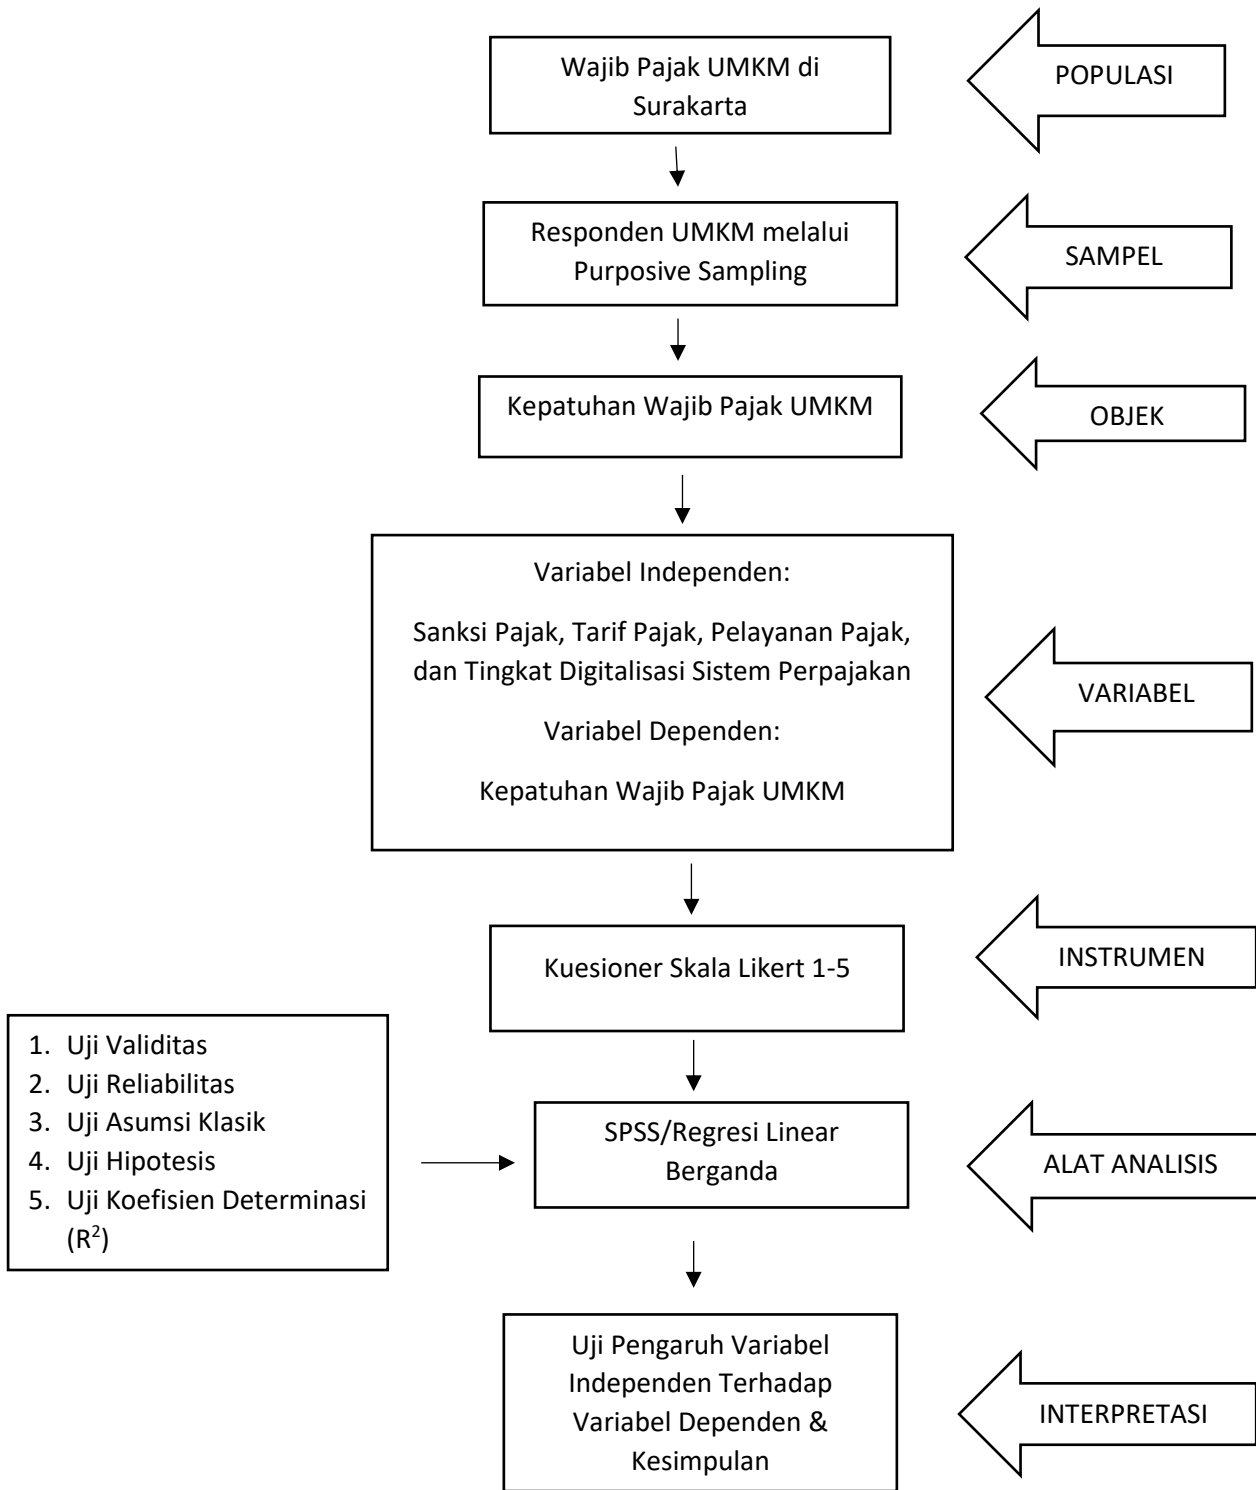 Wajib Pajak UMKM di
Surakarta
POPULASI
Responden UMKM melalui
Purposive Sampling
SAMPEL
Kepatuhan Wajib Pajak UMKM
OBJEK
Variabel Independen:
Sanksi Pajak, Tarif Pajak, Pelayanan Pajak,
dan Tingkat Digitalisasi Sistem Perpajakan
Variabel Dependen:
Kepatuhan Wajib Pajak UMKM
VARIABEL
Kuesioner Skala Likert 1-5
INSTRUMEN
1. Uji Validitas
2. Uji Reliabilitas
3. Uji Asumsi Klasik
4. Uji Hipotesis
5. Uji Koefisien Determinasi
(R²)
SPSS/Regresi Linear
Berganda
ALAT ANALISIS
Uji Pengaruh Variabel
Independen Terhadap
Variabel Dependen &
Kesimpulan
INTERPRETASI